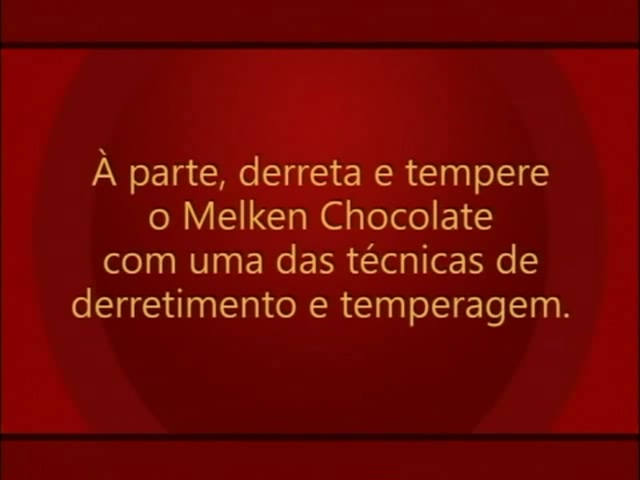 À parte, derreta e tempere
o Melken Chocolate
com uma das técnicas de
derretimento e temperagem.